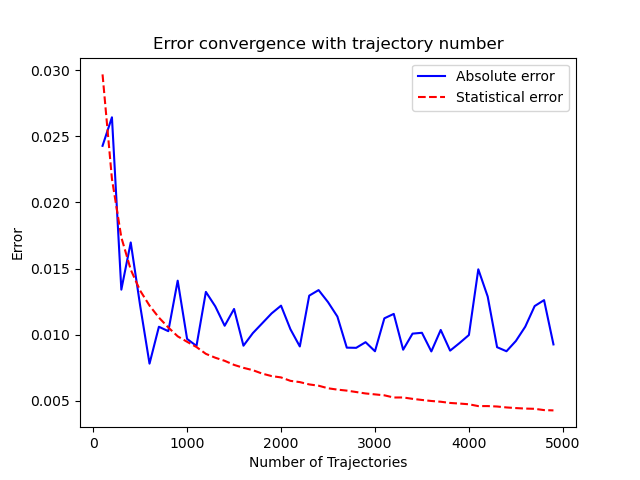 Error convergence with trajectory number
Absolute error
Statistical error
Error
0.030
0.025
0.020
0.015
0.010
0.005
0
1000
2000
3000
4000
5000
Number of Trajectories